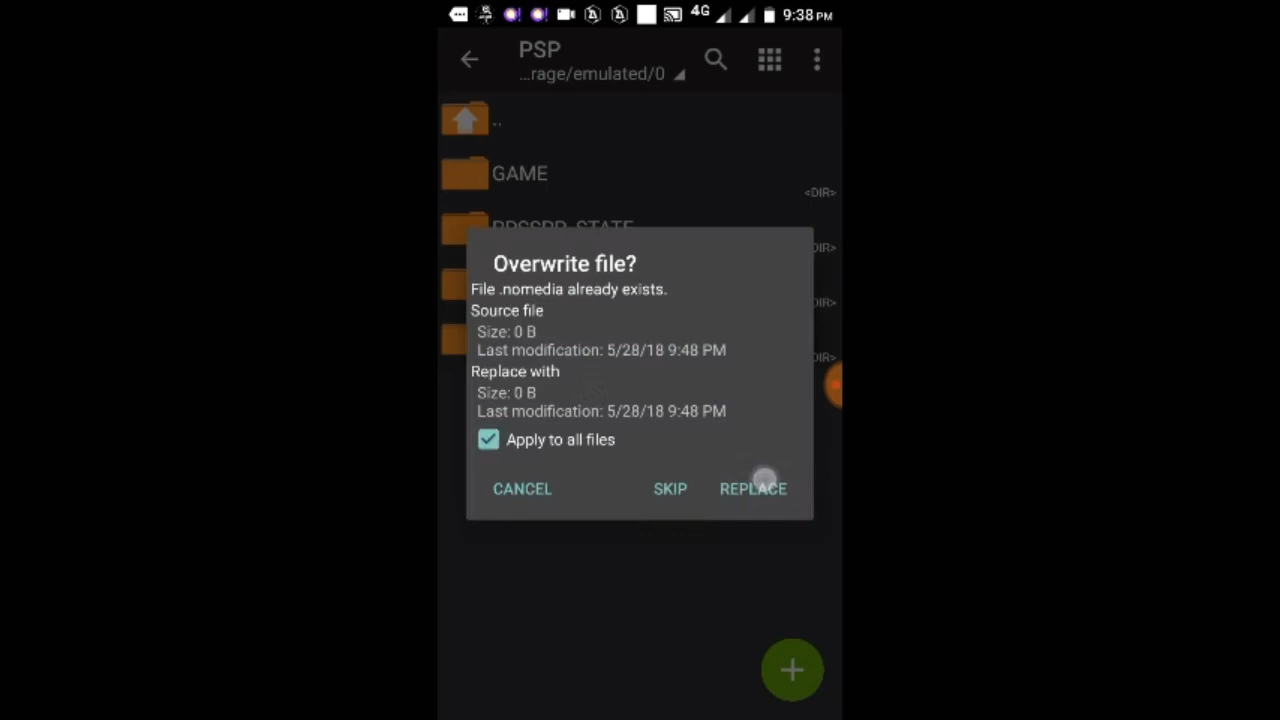 4G
9:38 PM
PSP
...rage/emulated/0
..
GAME
<DIR>
PPSSPP_STATE
DIR>
DIR>
DIR>
Overwrite file?
File .nomedia already exists.
Source file
Size: 0 B
Last modification: 5/28/18 9:48 PM
Replace with
Size: 0 B
Last modification: 5/28/18 9:48 PM
Apply to all files
CANCEL SKIP REPLACE